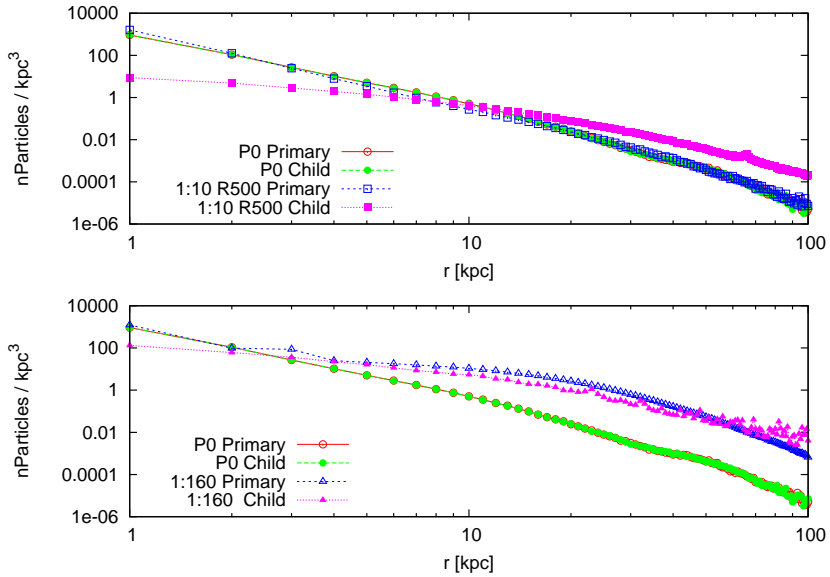 10000
100
1
0.01
0.0001
1e-06
nParticles / kpc³
P0 Primary
P0 Child
1:10 R500 Primary
1:10 R500 Child
1 10 100
r [kpc]
10000
100
1
0.01
0.0001
1e-06
nParticles / kpc³
P0 Primary
P0 Child
1:160 Primary
1:160 Child
1 10 100
r [kpc]